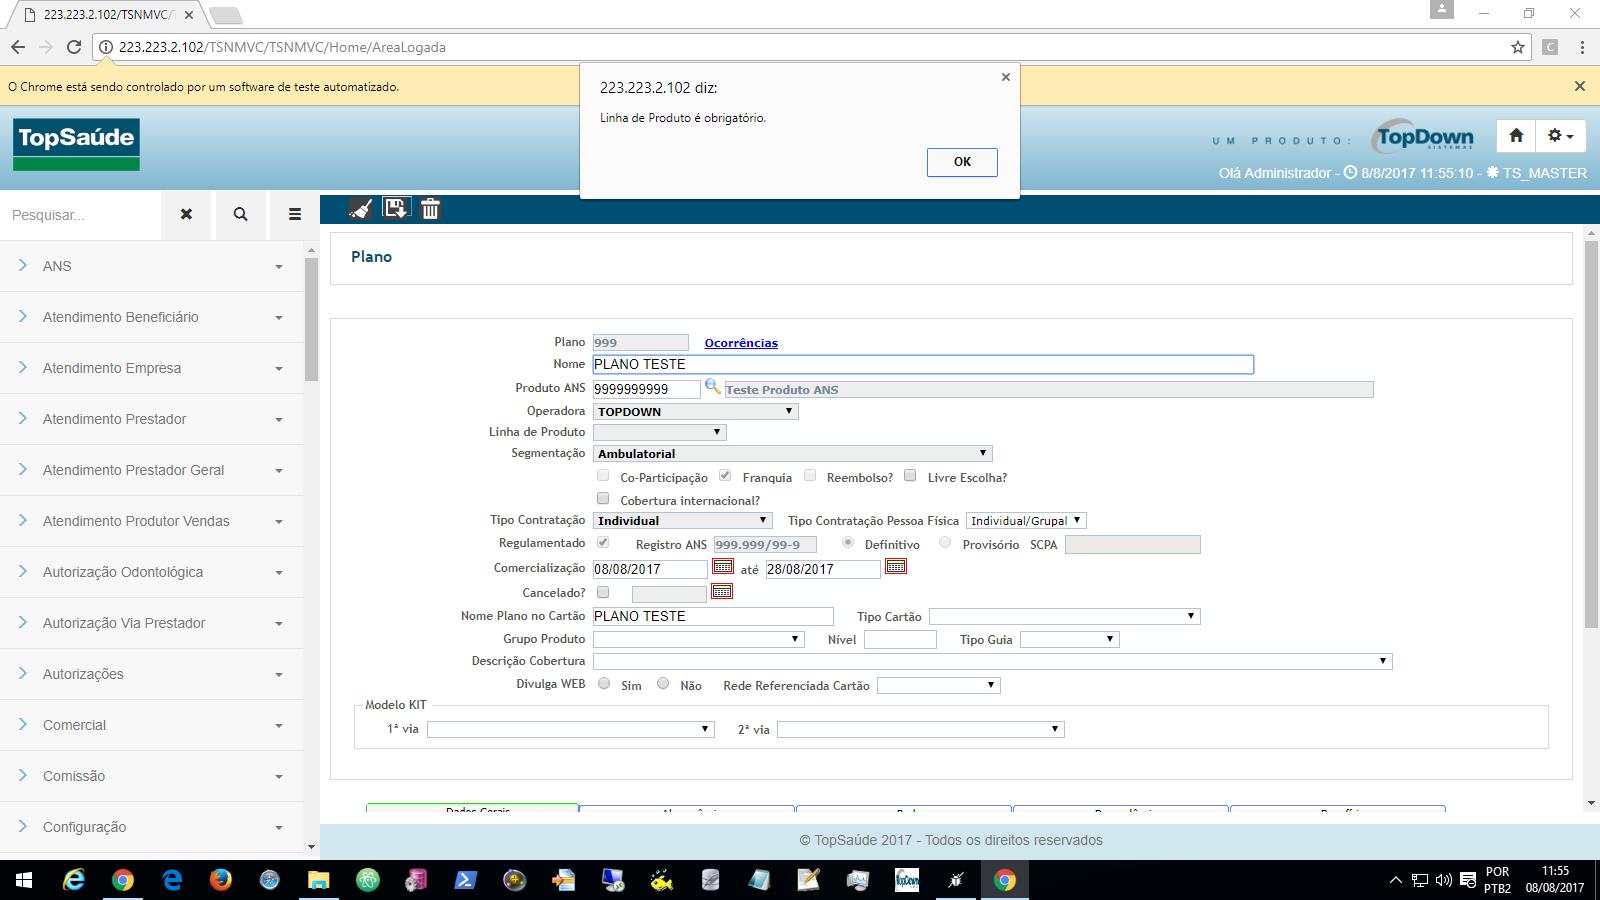 223.223.2.102/TSNMVC/T
223.223.2.102/TSNMVC/TSNMVC/Home/AreaLogada
C
O Chrome está sendo controlado por um software de teste automatizado.
223.223.2.102 diz:
Linha de Produto é obrigatório.
OK
TopSaúde
UM PRODUTO:
TopDown
SISTEMAS
Olá Administrador - 8/8/2017 11:55:10 - TS_MASTER
Pesquisar...
ANS
Atendimento Beneficiário
Atendimento Empresa
Atendimento Prestador
Atendimento Prestador Geral
Atendimento Produtor Vendas
Autorização Odontológica
Autorização Via Prestador
Autorizações
Comercial
Comissão
Configuração
Plano
Plano 999 Ocorrências
Nome PLANO TESTE
Produto ANS 9999999999 Teste Produto ANS
Operadora TOPDOWN
Linha de Produto
Segmentação Ambulatorial
Co-Participação Franquia Reembolso? Livre Escolha?
Cobertura internacional?
Tipo Contratação Individual Tipo Contratação Pessoa Física Individual/Grupal
Regulamentado Registro ANS 999.999/99-9 Definitivo Provisório SCPA
Comercialização 08/08/2017 até 28/08/2017
Cancelado?
Nome Plano no Cartão PLANO TESTE Tipo Cartão
Grupo Produto Nível Tipo Guia
Descrição Cobertura
Divulga WEB Sim Não Rede Referenciada Cartão
Modelo KIT
1ª via 2ª via
Dados Gerais
© TopSaúde 2017 - Todos os direitos reservados
TopDown
POR
PTB2
11:55
08/08/2017